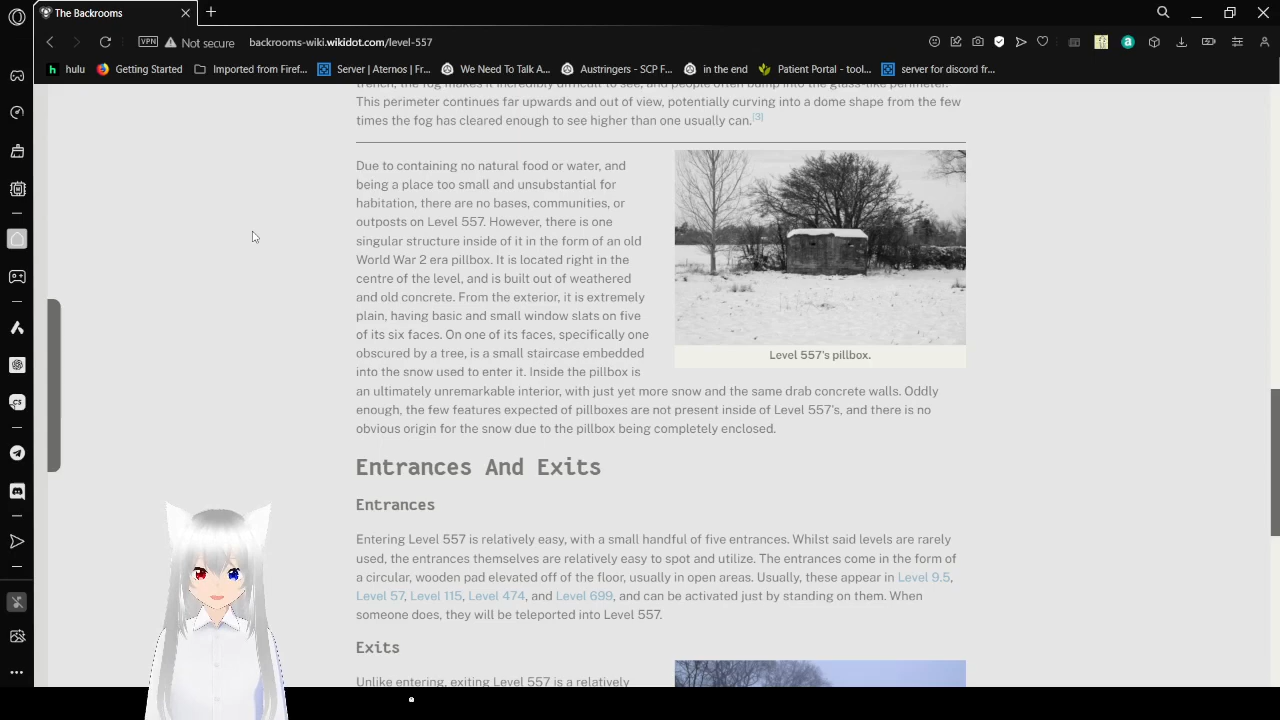 The Backrooms
VPN
Not secure
backrooms-wiki.wikidot.com/level-557
hulu
Getting Started
Imported from Firef...
Server | Aternos | Fr...
We Need To Talk A...
Austringers - SCP F...
in the end
Patient Portal - tool...
server for discord fr...
trench, the fog makes it incredibly difficult to see, and people often bump into the glass-like perimeter.
This perimeter continues far upwards and out of view, potentially curving into a dome shape from the few
times the fog has cleared enough to see higher than one usually can.[3]
Due to containing no natural food or water, and
being a place too small and unsubstantial for
habitation, there are no bases, communities, or
outposts on Level 557. However, there is one
singular structure inside of it in the form of an old
World War 2 era pillbox. It is located right in the
centre of the level, and is built out of weathered
and old concrete. From the exterior, it is extremely
plain, having basic and small window slats on five
of its six faces. On one of its faces, specifically one
obscured by a tree, is a small staircase embedded
into the snow used to enter it. Inside the pillbox is
an ultimately unremarkable interior, with just yet more snow and the same drab concrete walls. Oddly
enough, the few features expected of pillboxes are not present inside of Level 557's, and there is no
obvious origin for the snow due to the pillbox being completely enclosed.
Level 557's pillbox.
Entrances And Exits
Entrances
Entering Level 557 is relatively easy, with a small handful of five entrances. Whilst said levels are rarely
used, the entrances themselves are relatively easy to spot and utilize. The entrances come in the form of
a circular, wooden pad elevated off of the floor, usually in open areas. Usually, these appear in Level 9.5,
Level 57, Level 115, Level 474, and Level 699, and can be activated just by standing on them. When
someone does, they will be teleported into Level 557.
Exits
Unlike entering, exiting Level 557 is a relatively